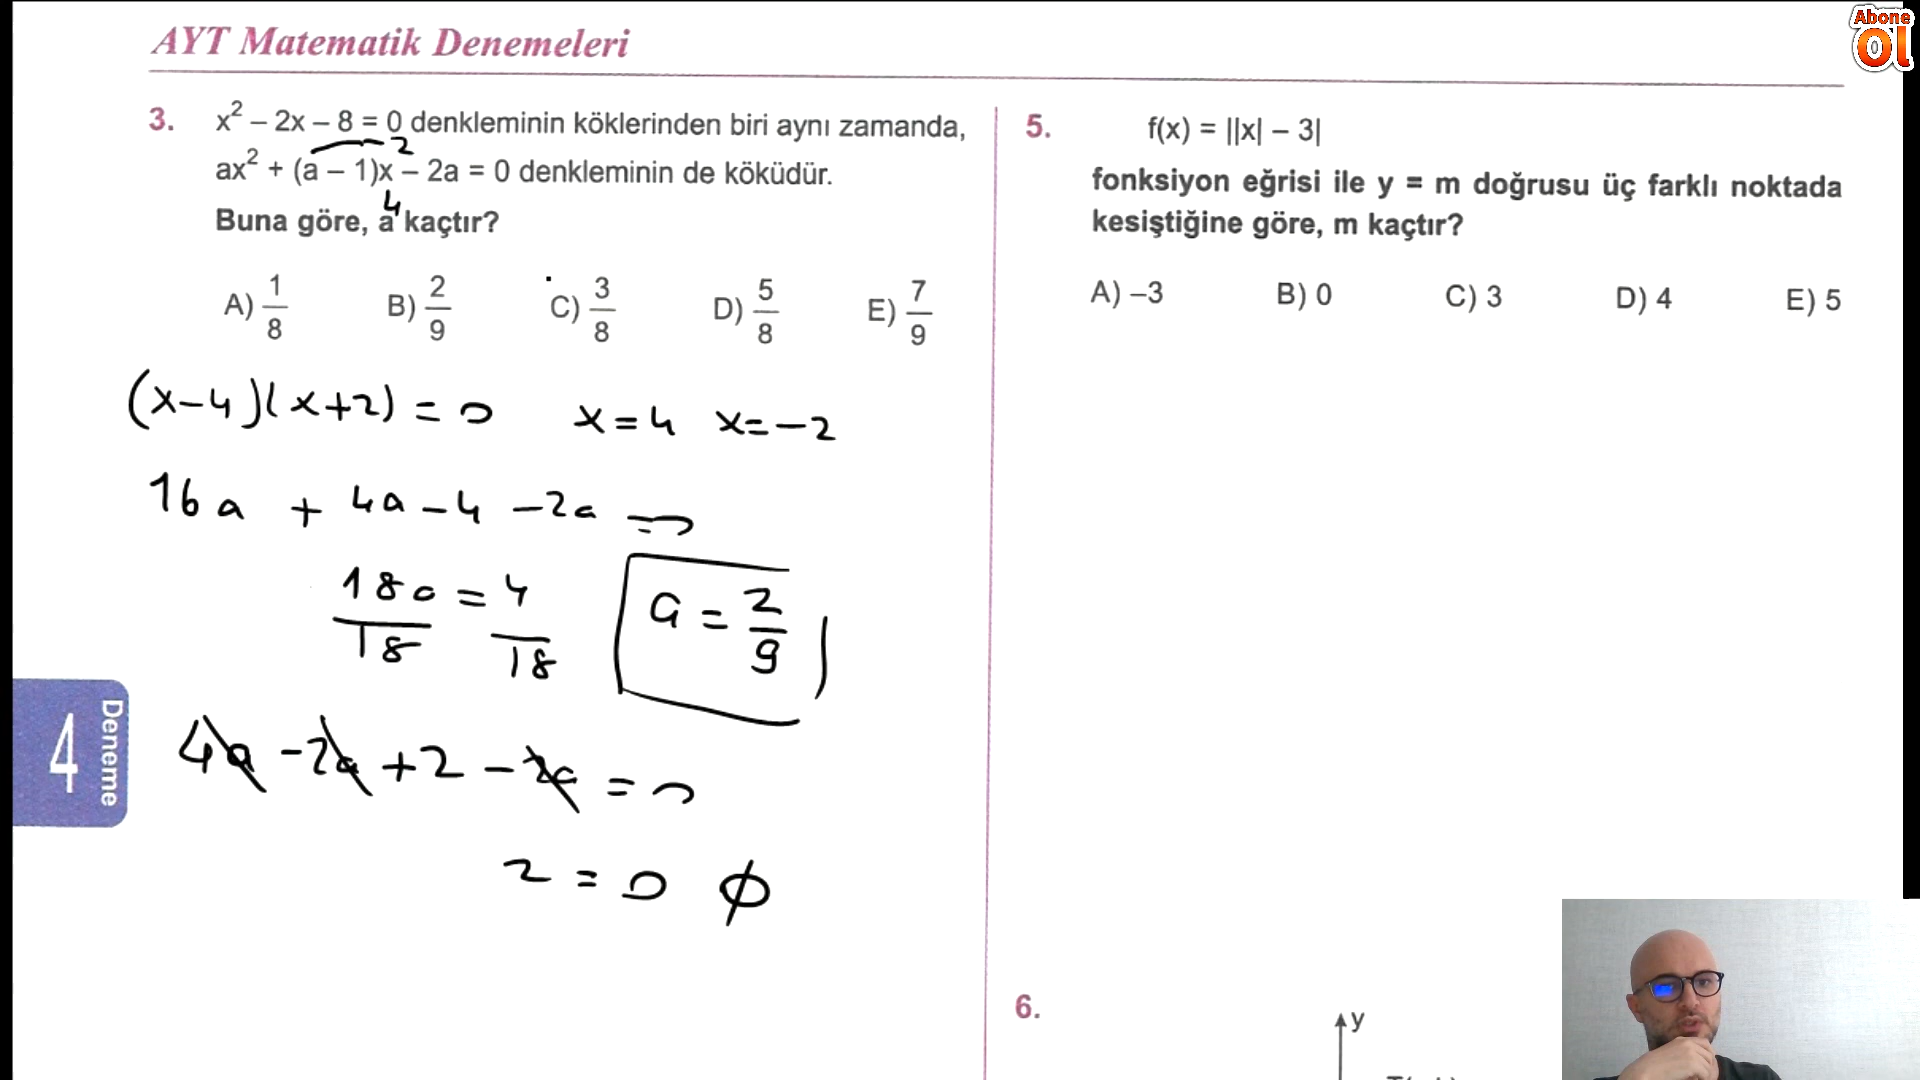 AYT Matematik Denemeleri
Abone
Ol
3. x² – 2x – 8 = 0 denkleminin köklerinden biri aynı zamanda,
2
ax² + (a – 1)x – 2a = 0 denkleminin de köküdür.
4
Buna göre, a kaçtır?
A) 1/8 B) 2/9 C) 3/8 D) 5/8 E) 7/9
(x-4)(x+2) = 0 x = 4 x = -2
16a + 4a - 4 - 2a = 0
18a/18 = 4/18 a = 2/9
4a - 2a + 2 - 2a = 0
2 = 0 ϕ
4 Deneme
5. f(x) = ||x| – 3|
fonksiyon eğrisi ile y = m doğrusu üç farklı noktada
kesiştiğine göre, m kaçtır?
A) –3 B) 0 C) 3 D) 4 E) 5
6.
y